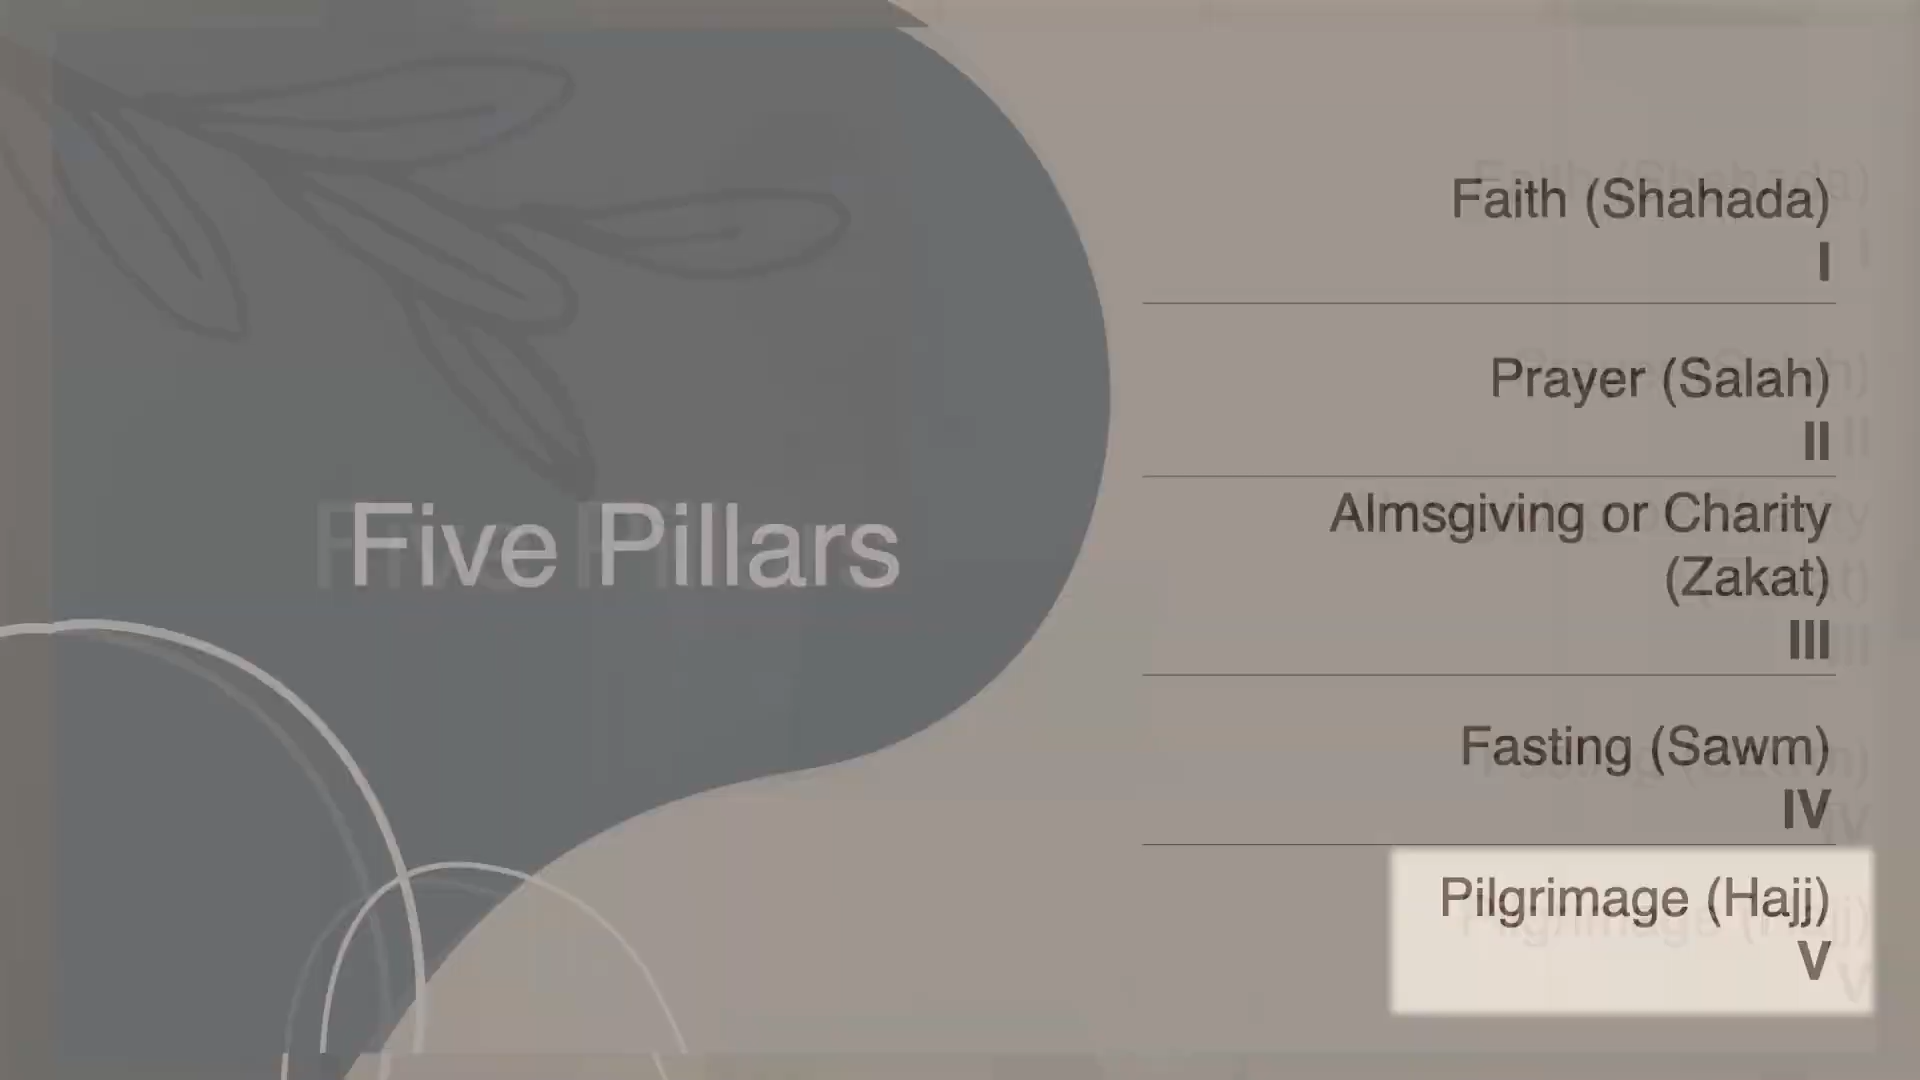 Five Pillars
Faith (Shahada)
I
Prayer (Salah)
II
Almsgiving or Charity
(Zakat)
III
Fasting (Sawm)
IV
Pilgrimage (Hajj)
V